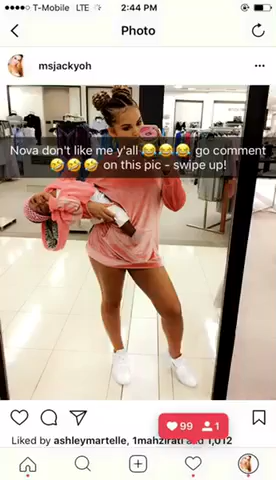 T-Mobile LTE 2:44 PM
Photo
msjackyoh
Nova don't like me y'all 😂😂😂 go comment
🤣🤣🤣 on this pic - swipe up!
99 1
Liked by ashleymartelle, 1mahzirati and 1,012